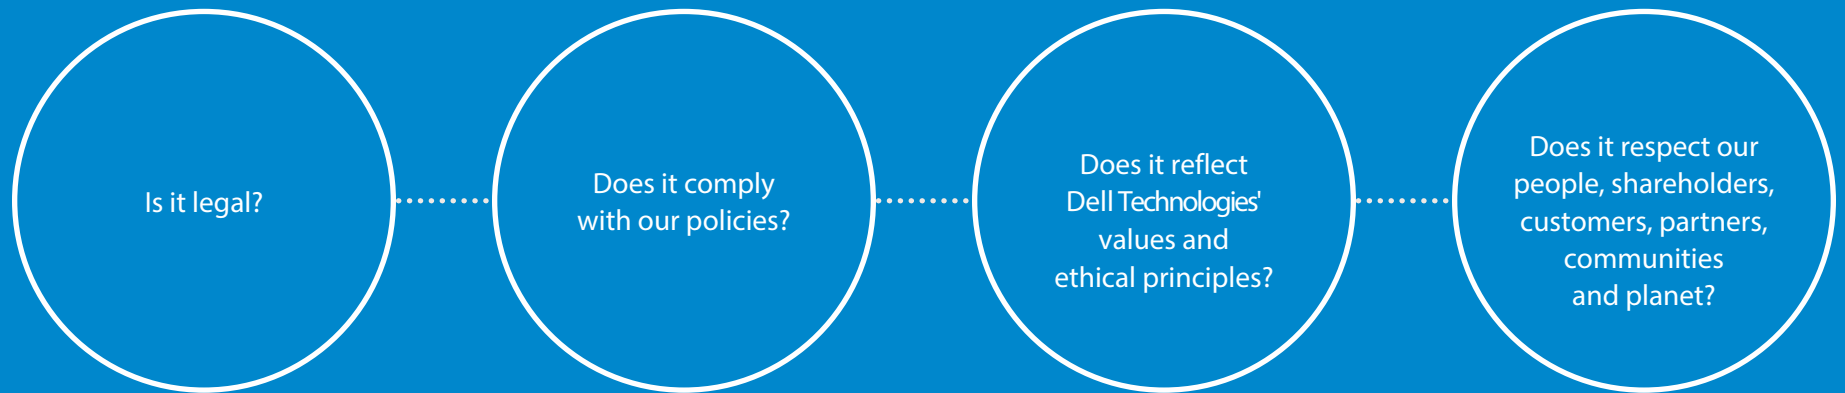 Is it legal?
Does it comply
with our policies?
Does it reflect
Dell Technologies'
values and
ethical principles?
Does it respect our
people, shareholders,
customers, partners,
communities
and planet?